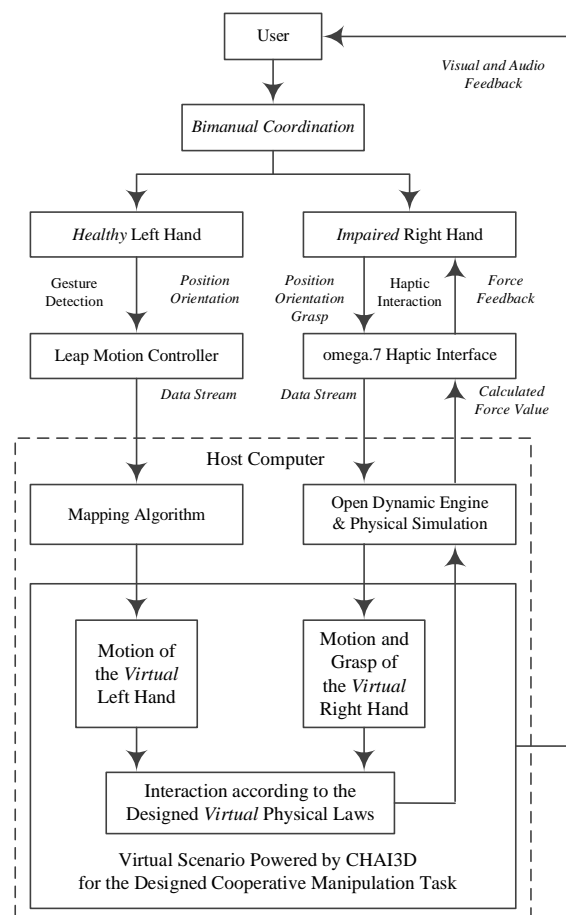 User
Visual and Audio
Feedback
Bimanual Coordination
Healthy Left Hand
Impaired Right Hand
Gesture
Detection
Position
Orientation
Position
Orientation
Grasp
Haptic
Interaction
Force
Feedback
Leap Motion Controller
omega.7 Haptic Interface
Data Stream
Data Stream
Calculated
Force Value
Host Computer
Mapping Algorithm
Open Dynamic Engine
& Physical Simulation
Motion of
the Virtual
Left Hand
Motion and
Grasp of
the Virtual
Right Hand
Interaction according to the
Designed Virtual Physical Laws
Virtual Scenario Powered by CHAI3D
for the Designed Cooperative Manipulation Task